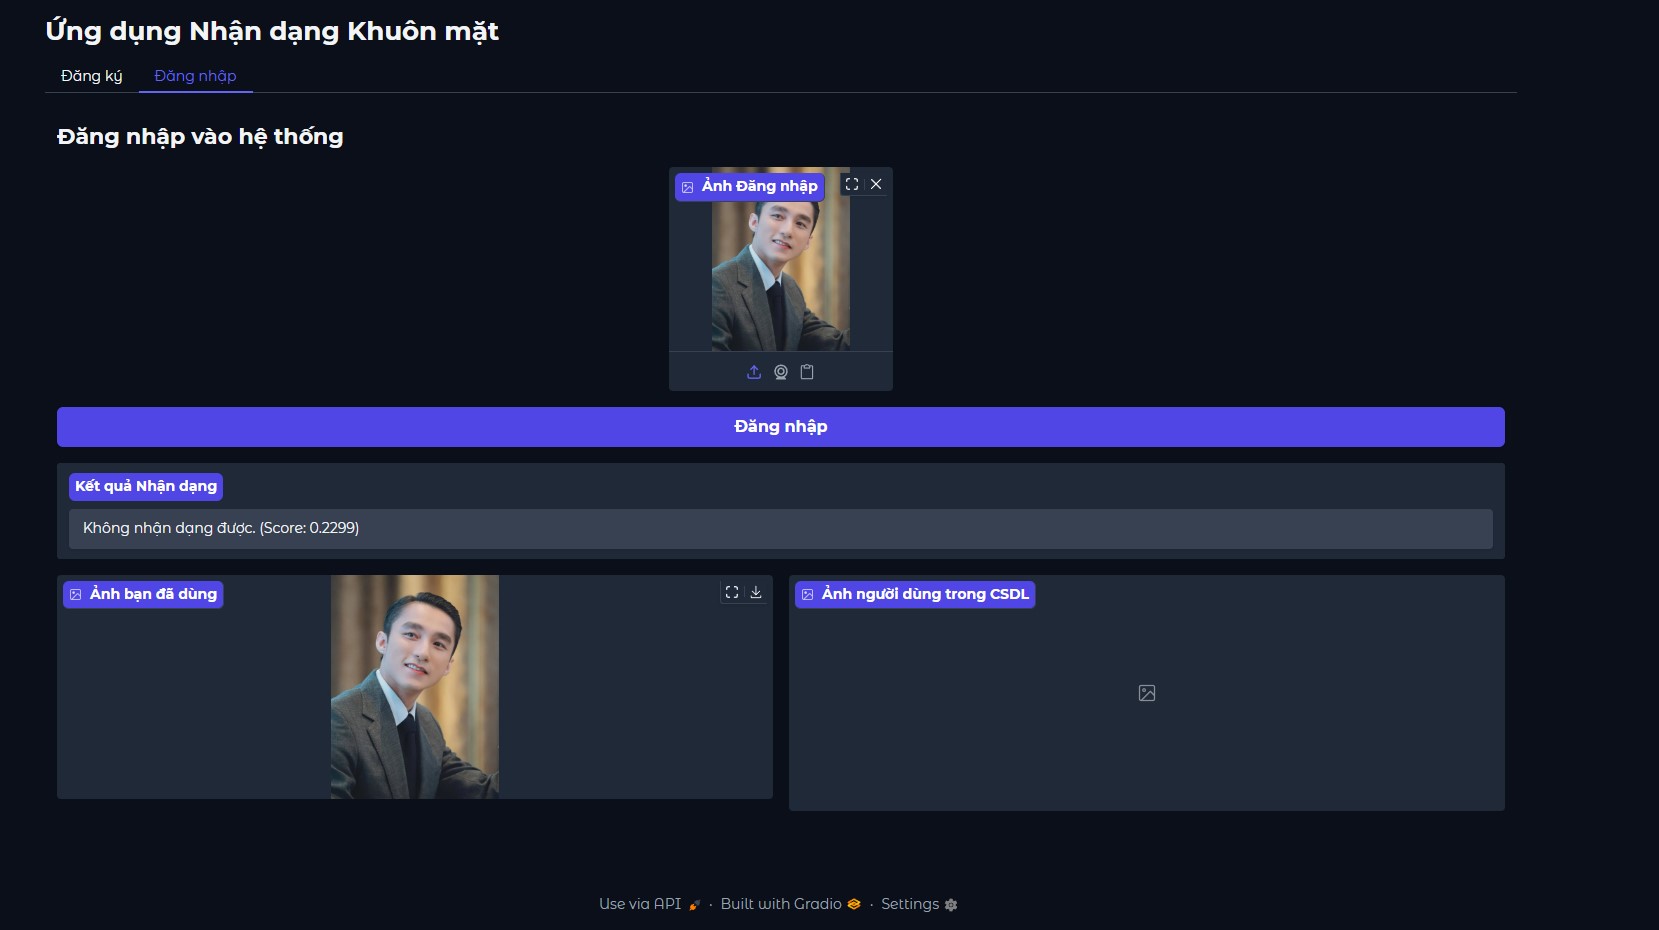 Ứng dụng Nhận dạng Khuôn mặt
Đăng ký
Đăng nhập
Đăng nhập vào hệ thống
Ảnh Đăng nhập
Đăng nhập
Kết quả Nhận dạng
Không nhận dạng được. (Score: 0.2299)
Ảnh bạn đã dùng
Ảnh người dùng trong CSDL
Use via API · Built with Gradio · Settings